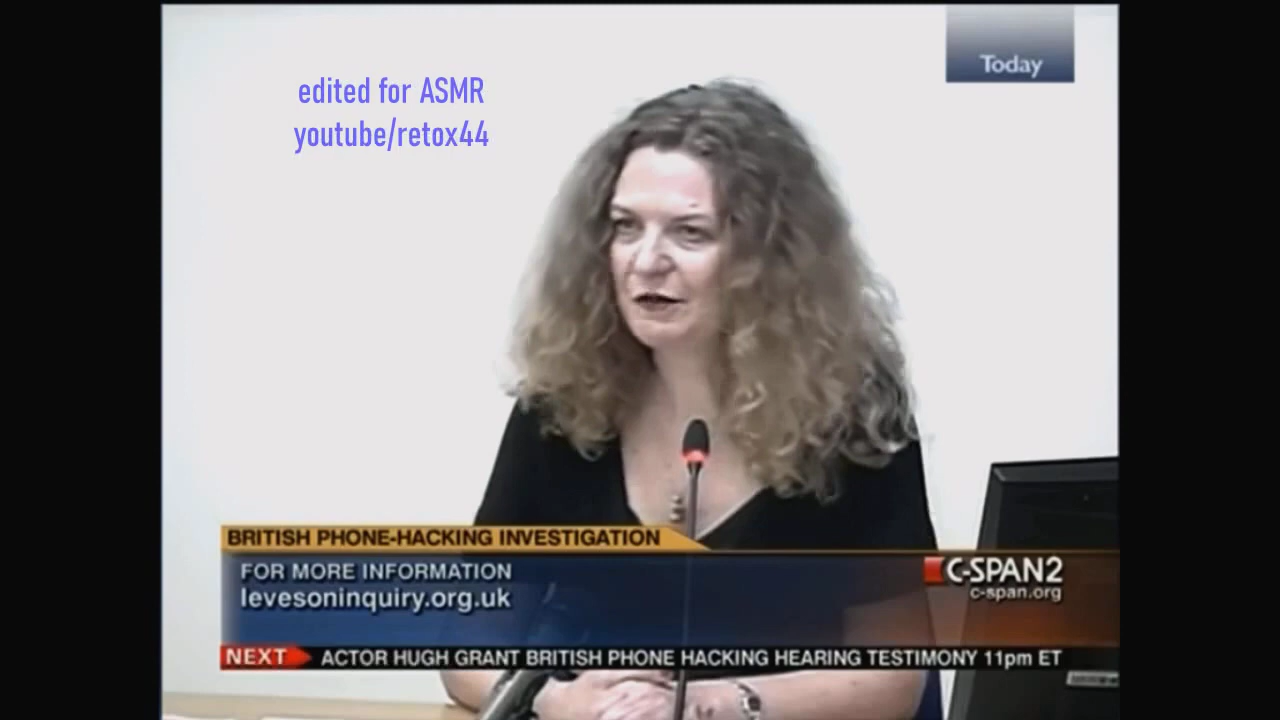 Today
edited for ASMR
youtube/retox44
BRITISH PHONE-HACKING INVESTIGATION
FOR MORE INFORMATION
levesoninquiry.org.uk
C-SPAN2
c-span.org
NEXT
ACTOR HUGH GRANT BRITISH PHONE HACKING HEARING TESTIMONY 11pm ET